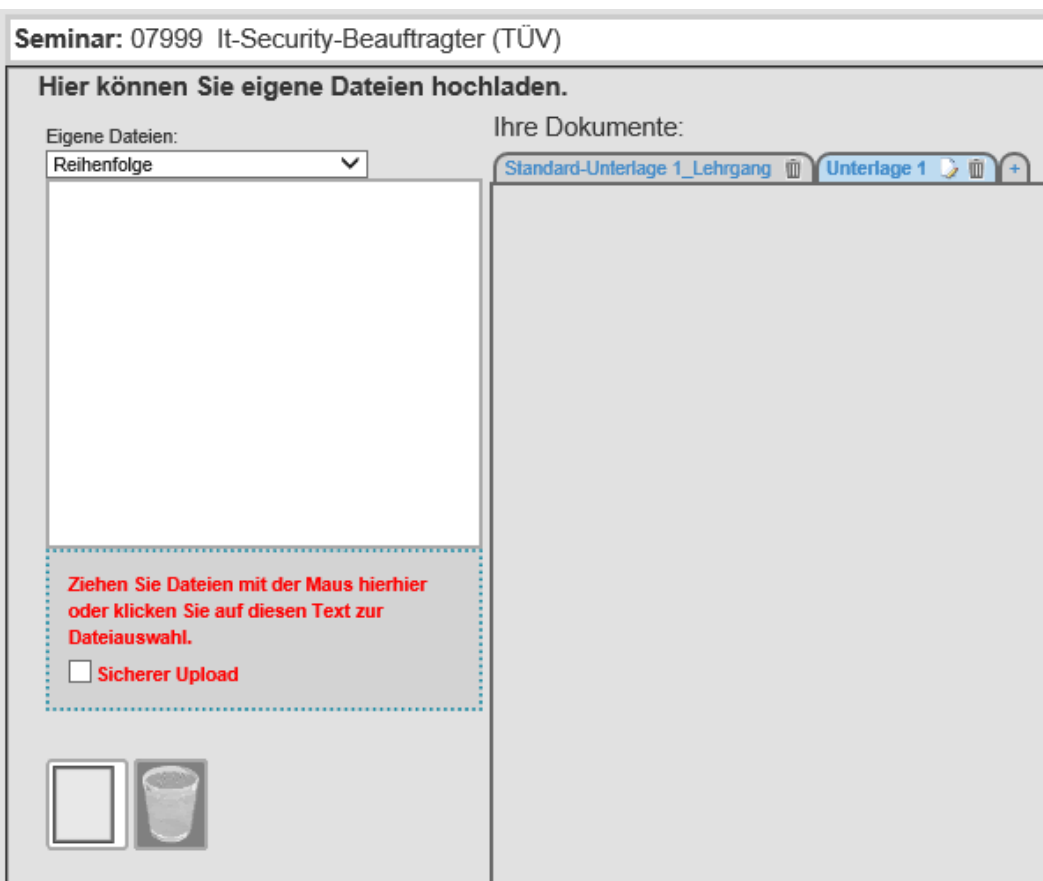 Seminar: 07999 It-Security-Beauftragter (TÜV)
Hier können Sie eigene Dateien hochladen.
Eigene Dateien:
Reihenfolge
Ziehen Sie Dateien mit der Maus hierhier
oder klicken Sie auf diesen Text zur
Dateiauswahl.
Sicherer Upload
Ihre Dokumente:
Standard-Unterlage 1_Lehrgang Unterlage 1 +